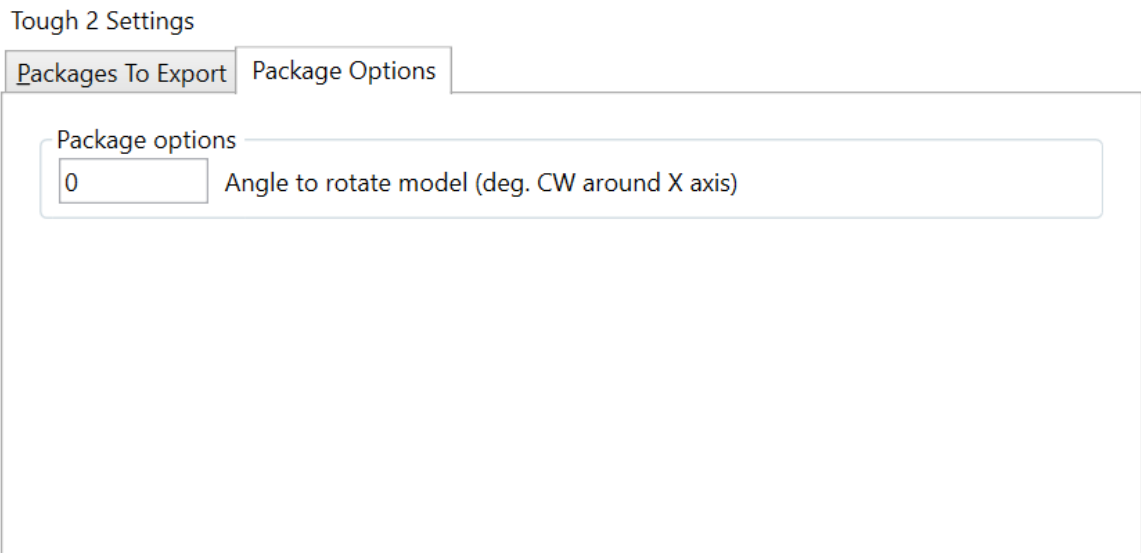 Tough 2 Settings
Packages To Export
Package Options
Package options
0
Angle to rotate model (deg. CW around X axis)